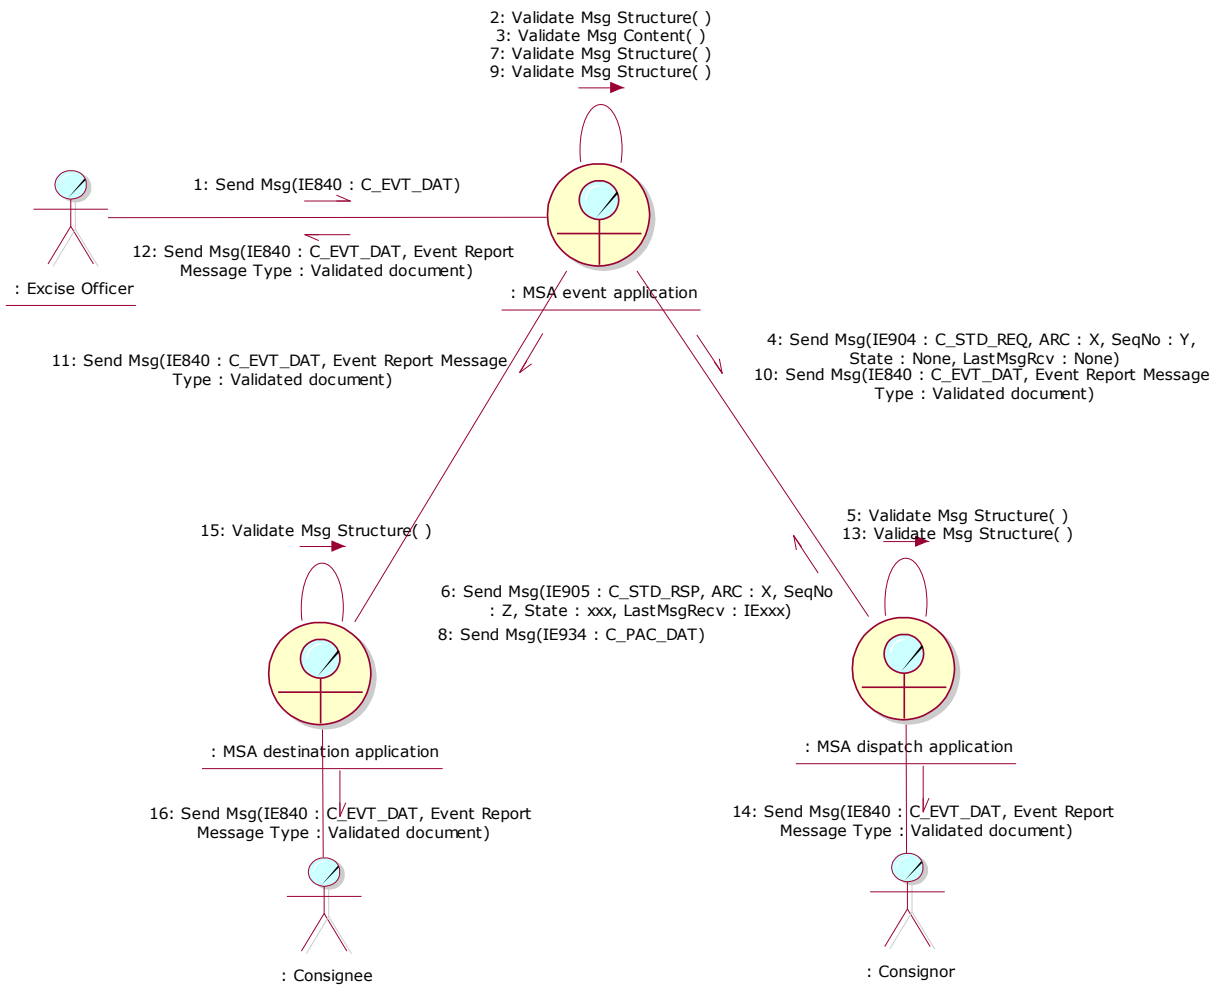 2: Validate Msg Structure( )
3: Validate Msg Content( )
7: Validate Msg Structure( )
9: Validate Msg Structure( )
1: Send Msg(IE840 : C_EVT_DAT)
12: Send Msg(IE840 : C_EVT_DAT, Event Report
Message Type : Validated document)
: Excise Officer
: MSA event application
11: Send Msg(IE840 : C_EVT_DAT, Event Report Message
Type : Validated document)
4: Send Msg(IE904 : C_STD_REQ, ARC : X, SeqNo : Y,
State : None, LastMsgRcv : None)
10: Send Msg(IE840 : C_EVT_DAT, Event Report Message
Type : Validated document)
15: Validate Msg Structure( )
5: Validate Msg Structure( )
13: Validate Msg Structure( )
6: Send Msg(IE905 : C_STD_RSP, ARC : X, SeqNo
: Z, State : xxx, LastMsgRecv : IExxx)
8: Send Msg(IE934 : C_PAC_DAT)
: MSA destination application
: MSA dispatch application
16: Send Msg(IE840 : C_EVT_DAT, Event Report
Message Type : Validated document)
14: Send Msg(IE840 : C_EVT_DAT, Event Report
Message Type : Validated document)
: Consignee
: Consignor